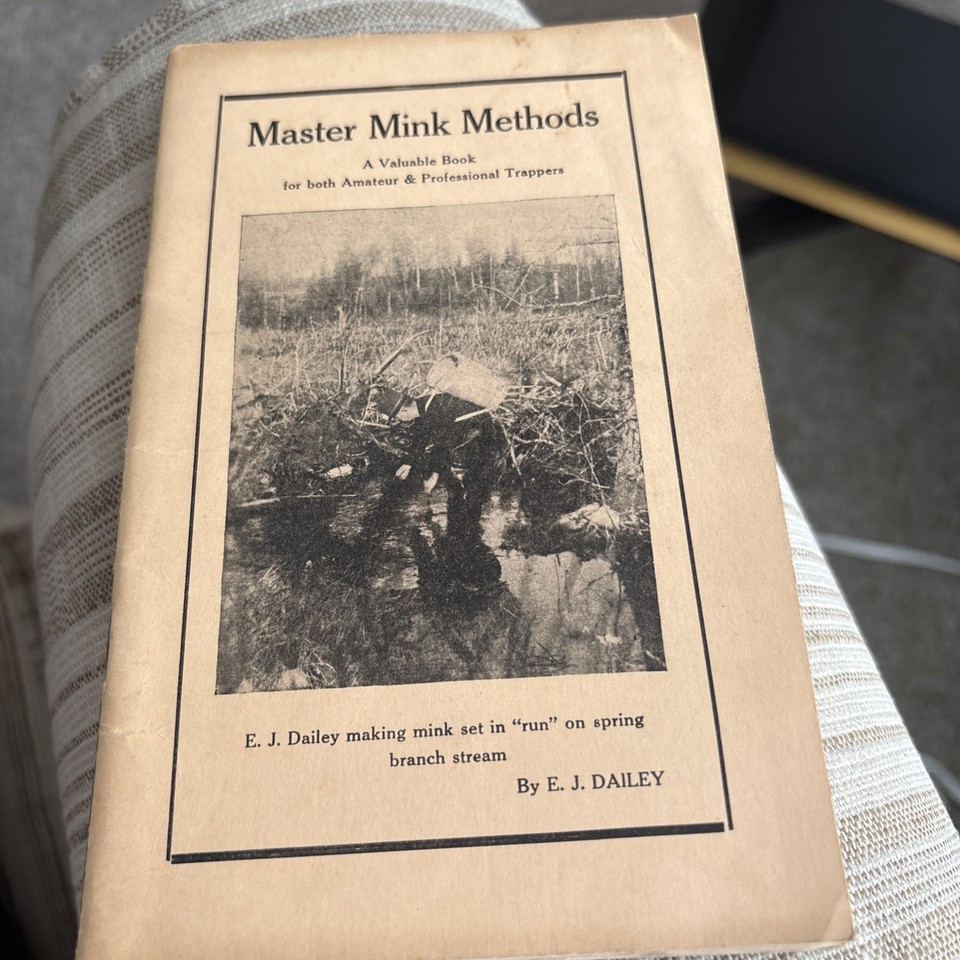 Master Mink Methods
A Valuable Book
for both Amateur & Professional Trappers
E. J. Dailey making mink set in “run” on spring
branch stream
By E. J. DAILEY